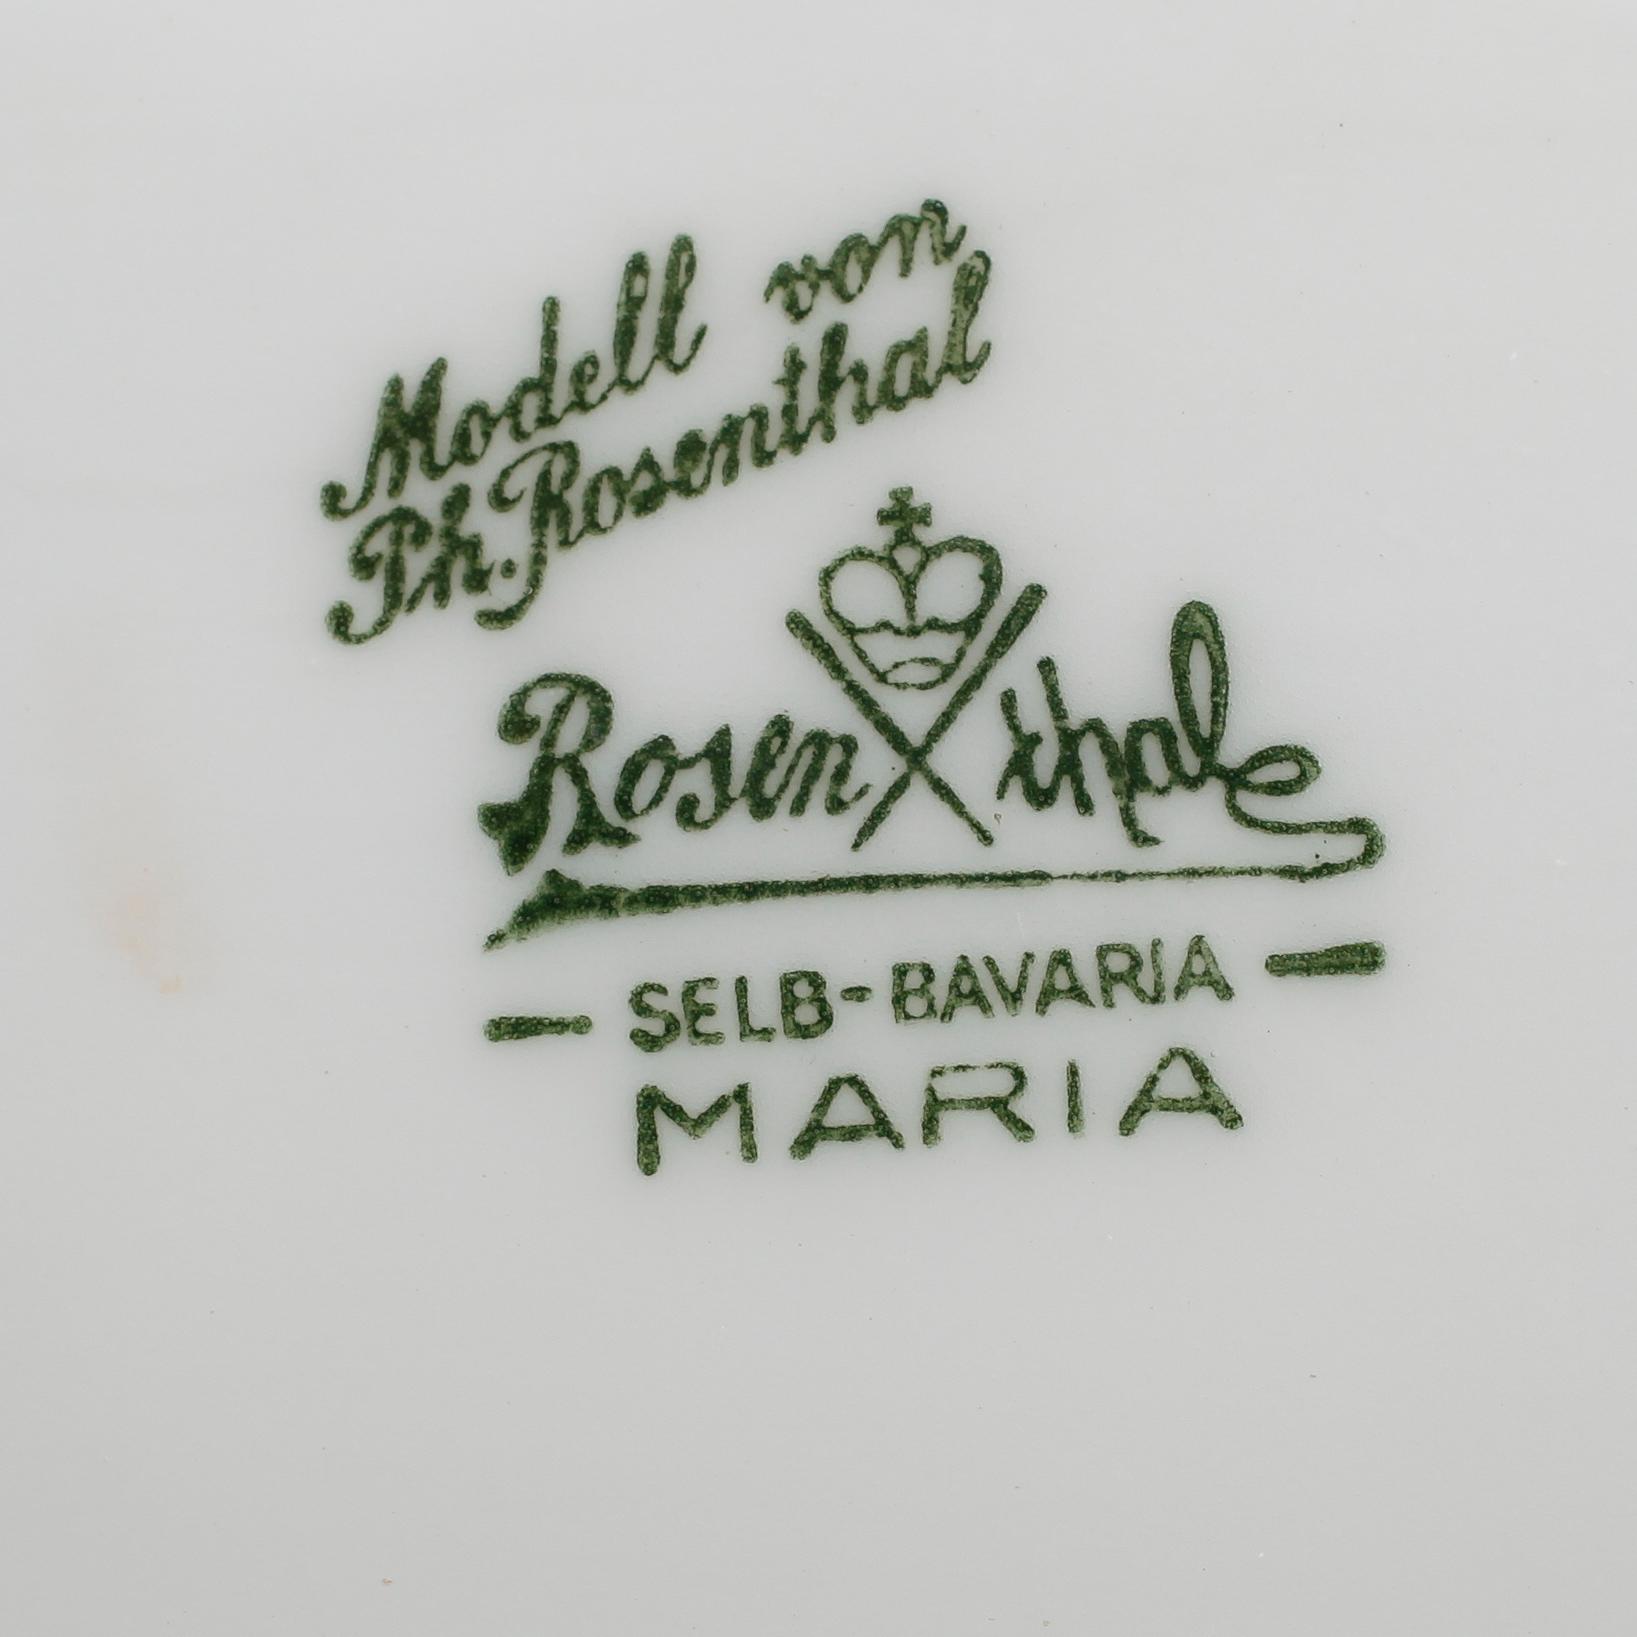 Modell von
Ph. Rosenthal
Rosenthal
SELB-BAVARIA
MARIA